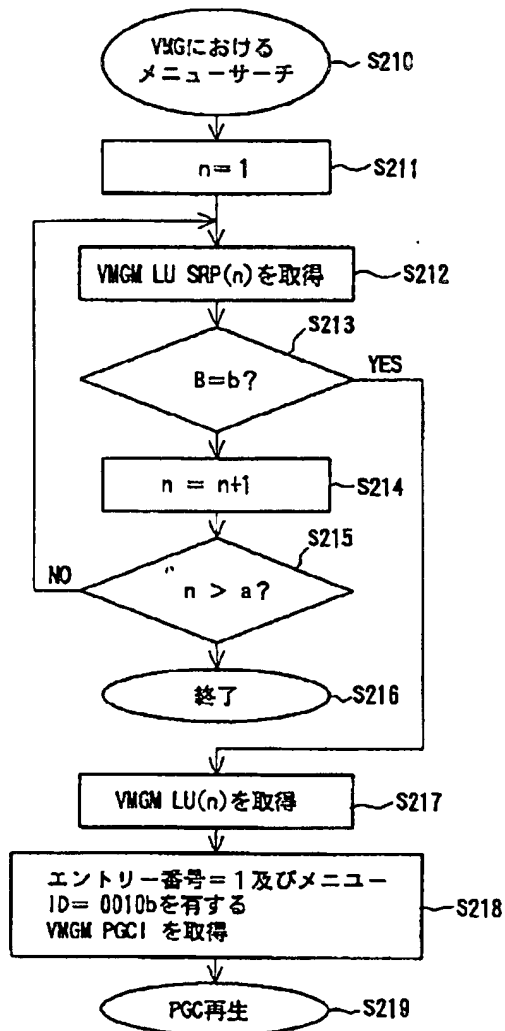 VMGにおける
メニューサーチ
S210
n=1
S211
VMGM LU SRP(n)を取得
S212
S213
B=b?
YES
n = n+1
S214
S215
NO
n > a?
終了
S216
VMGM LU(n)を取得
S217
エントリー番号=1及びメニュー
ID= 0010bを有する
VMGM PGCI を取得
S218
PGC再生
S219